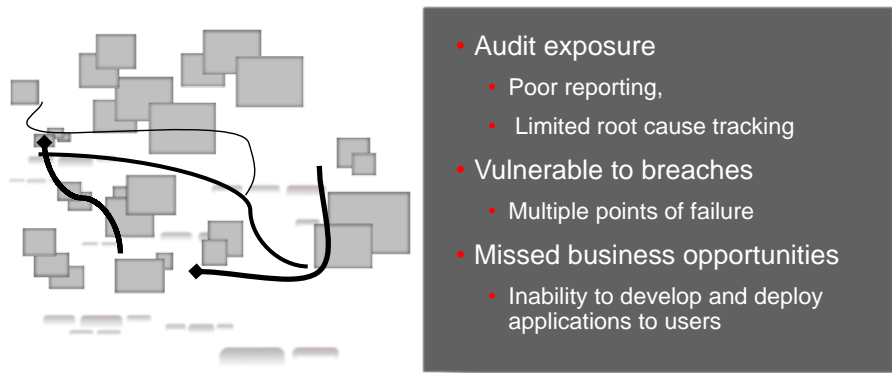 • Audit exposure
• Poor reporting,
• Limited root cause tracking
• Vulnerable to breaches
• Multiple points of failure
• Missed business opportunities
• Inability to develop and deploy
applications to users